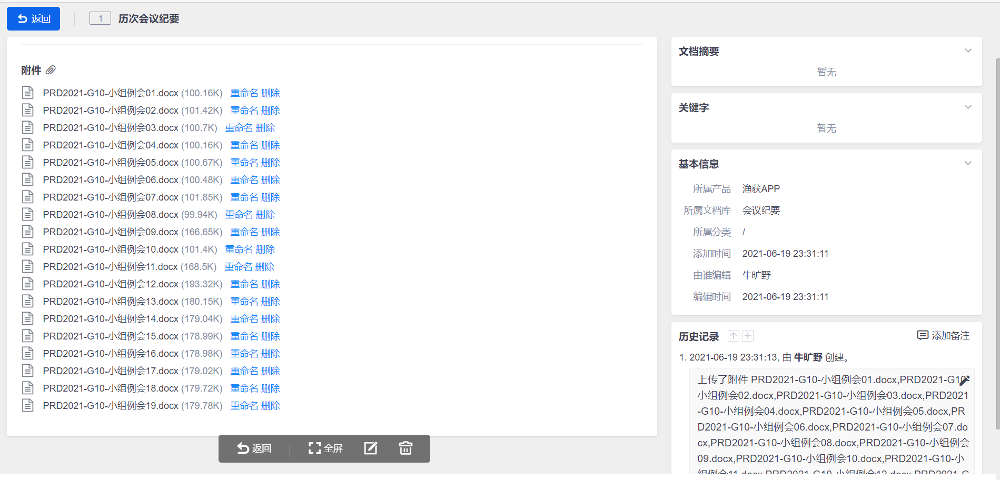 返回
1
历次会议纪要
附件
PRD2021-G10-小组例会01.docx (100.16K) 重命名 删除
PRD2021-G10-小组例会02.docx (101.42K) 重命名 删除
PRD2021-G10-小组例会03.docx (100.7K) 重命名 删除
PRD2021-G10-小组例会04.docx (100.16K) 重命名 删除
PRD2021-G10-小组例会05.docx (100.67K) 重命名 删除
PRD2021-G10-小组例会06.docx (100.48K) 重命名 删除
PRD2021-G10-小组例会07.docx (101.85K) 重命名 删除
PRD2021-G10-小组例会08.docx (99.94K) 重命名 删除
PRD2021-G10-小组例会09.docx (166.65K) 重命名 删除
PRD2021-G10-小组例会10.docx (101.4K) 重命名 删除
PRD2021-G10-小组例会11.docx (168.5K) 重命名 删除
PRD2021-G10-小组例会12.docx (193.32K) 重命名 删除
PRD2021-G10-小组例会13.docx (180.15K) 重命名 删除
PRD2021-G10-小组例会14.docx (179.04K) 重命名 删除
PRD2021-G10-小组例会15.docx (178.99K) 重命名 删除
PRD2021-G10-小组例会16.docx (178.98K) 重命名 删除
PRD2021-G10-小组例会17.docx (179.02K) 重命名 删除
PRD2021-G10-小组例会18.docx (179.72K) 重命名 删除
PRD2021-G10-小组例会19.docx (179.78K) 重命名 删除
返回 全屏
文档摘要
暂无
关键字
暂无
基本信息
所属产品 渔获APP
所属文档库 会议纪要
所属分类 /
添加时间 2021-06-19 23:31:11
由谁编辑 牛旷野
编辑时间 2021-06-19 23:31:11
历史记录 添加备注
1. 2021-06-19 23:31:13, 由 牛旷野 创建。
上传了附件 PRD2021-G10-小组例会01.docx,PRD2021-G10-
小组例会02.docx,PRD2021-G10-小组例会03.docx,PRD2021
-G10-小组例会04.docx,PRD2021-G10-小组例会05.docx,PR
D2021-G10-小组例会06.docx,PRD2021-G10-小组例会07.do
cx,PRD2021-G10-小组例会08.docx,PRD2021-G10-小组例会
09.docx,PRD2021-G10-小组例会10.docx,PRD2021-G10-小
组例会11.docx,PRD2021-G10-小组例会12.docx,PRD2021-G